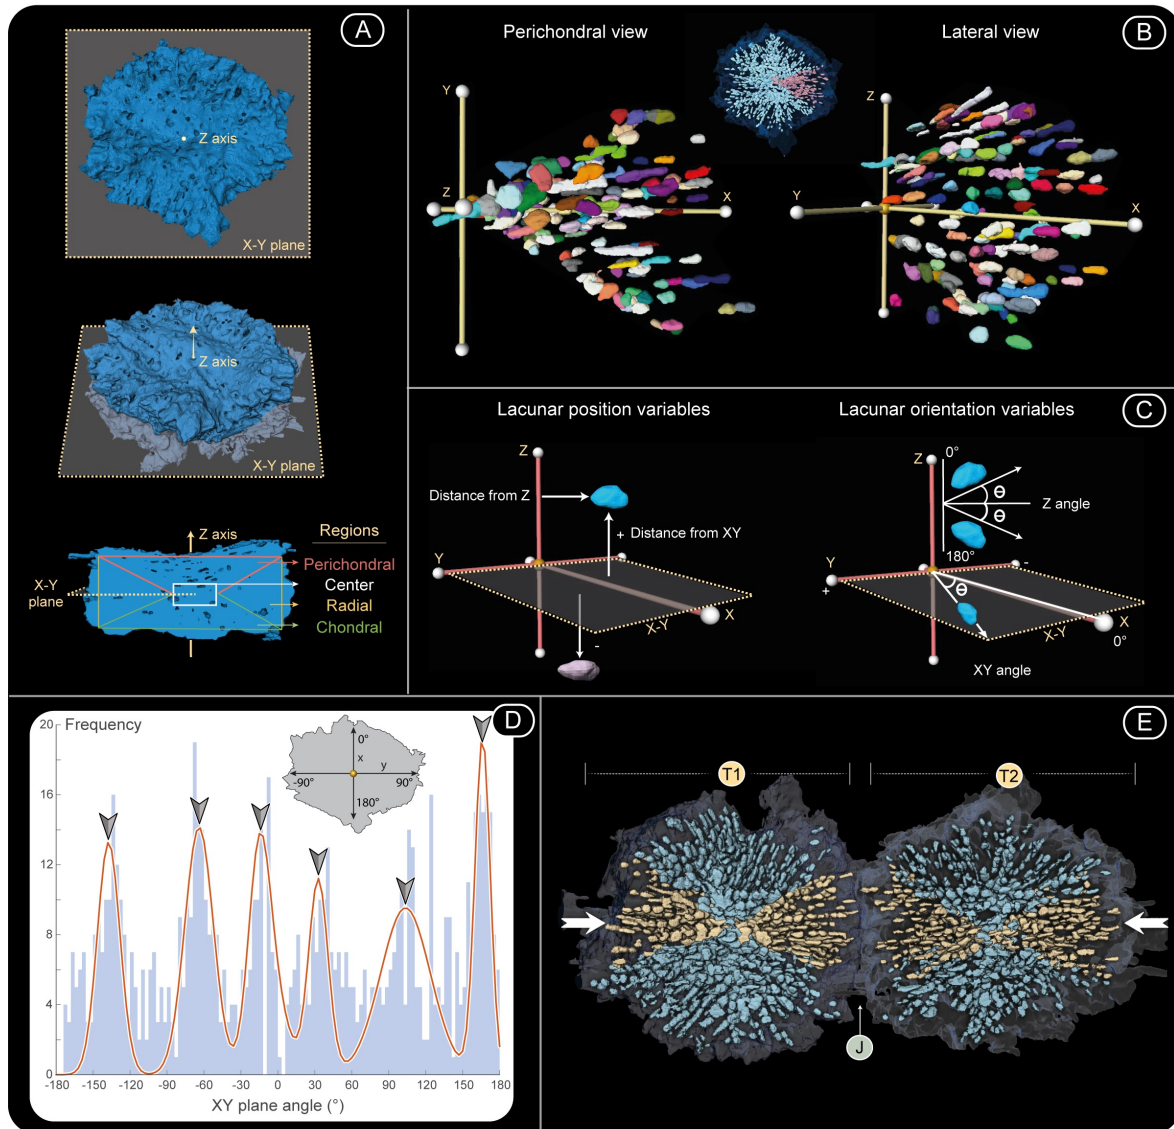 A
Z axis
X-Y plane
Z axis
X-Y plane
Z axis
Regions
Perichondral
Center
Radial
Chondral
X-Y
plane
B
Perichondral view
Lateral view
Y
Z
X
Z
Y
X
C
Lacunar position variables
Lacunar orientation variables
Z
Distance from Z
+ Distance from XY
Y
X
X-Y
-
Z
0°
Θ
Z angle
Θ
180°
Y
+
-
Θ
X
X-Y
0°
XY angle
D
Frequency
20
16
12
8
4
0
-180 -150 -120 -90 -60 -30 0 30 60 90 120 150 180
XY plane angle (°)
0°
x
y
-90°
90°
180°
E
T1
T2
J